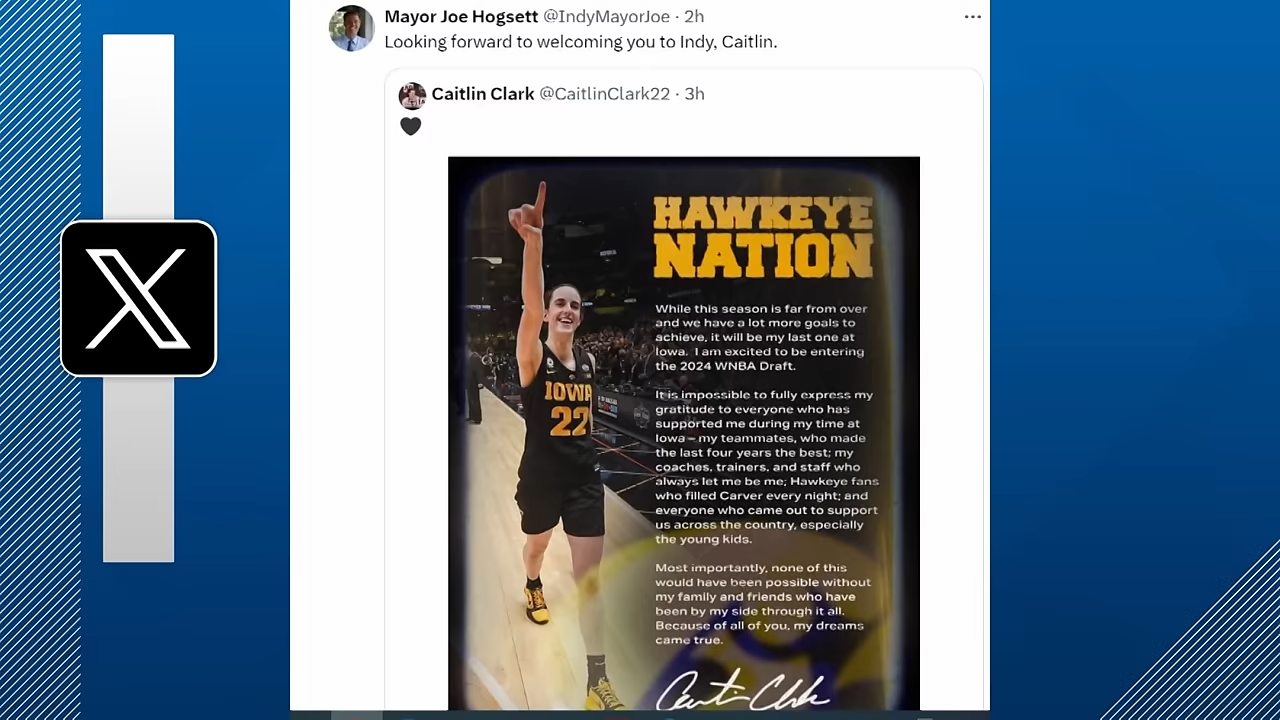 Mayor Joe Hogsett @IndyMayorJoe · 2h
Looking forward to welcoming you to Indy, Caitlin.
Caitlin Clark @CaitlinClark22 · 3h
HAWKEYE
NATION
While this season is far from over
and we have a lot more goals to
achieve, it will be my last one at
Iowa. I am excited to be entering
the 2024 WNBA Draft.
It is impossible to fully express my
gratitude to everyone who has
supported me during my time at
Iowa – my teammates, who made
the last four years the best; my
coaches, trainers, and staff who
always let me be me; Hawkeye fans
who filled Carver every night; and
everyone who came out to support
us across the country, especially
the young kids.
Most importantly, none of this
would have been possible without
my family and friends who have
been by my side through it all.
Because of all of you, my dreams
came true.
Caitlin Clark
IOWA
22
X